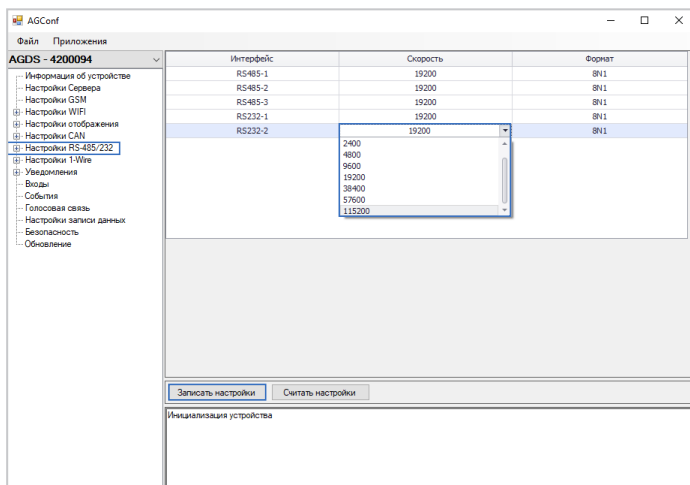 AGConf
Файл Приложения
AGDS - 4200094
Информация об устройстве
Настройки Сервера
Настройки GSM
Настройки WIFI
Настройки отображения
Настройки CAN
Настройки RS-485/232
Настройки 1-Wire
Уведомления
Входы
События
Голосовая связь
Настройки записи данных
Безопасность
Обновление
Интерфейс Скорость Формат
RS485-1 19200 8N1
RS485-2 19200 8N1
RS485-3 19200 8N1
RS232-1 19200 8N1
RS232-2 19200 8N1
2400
4800
9600
19200
38400
57600
115200
Записать настройки Считать настройки
Инициализация устройства